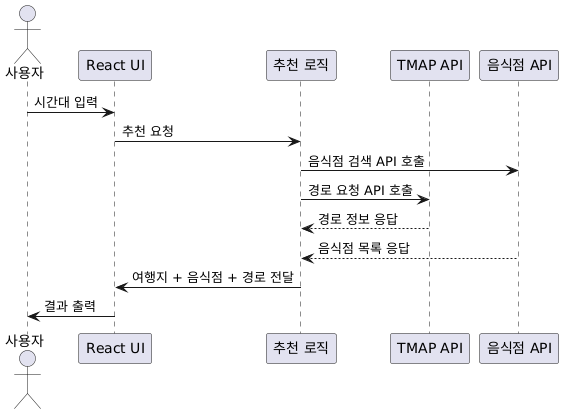 사용자
React UI
추천 로직
TMAP API
음식점 API
시간대 입력
추천 요청
음식점 검색 API 호출
경로 요청 API 호출
경로 정보 응답
음식점 목록 응답
여행지 + 음식점 + 경로 전달
결과 출력
사용자
React UI
추천 로직
TMAP API
음식점 API